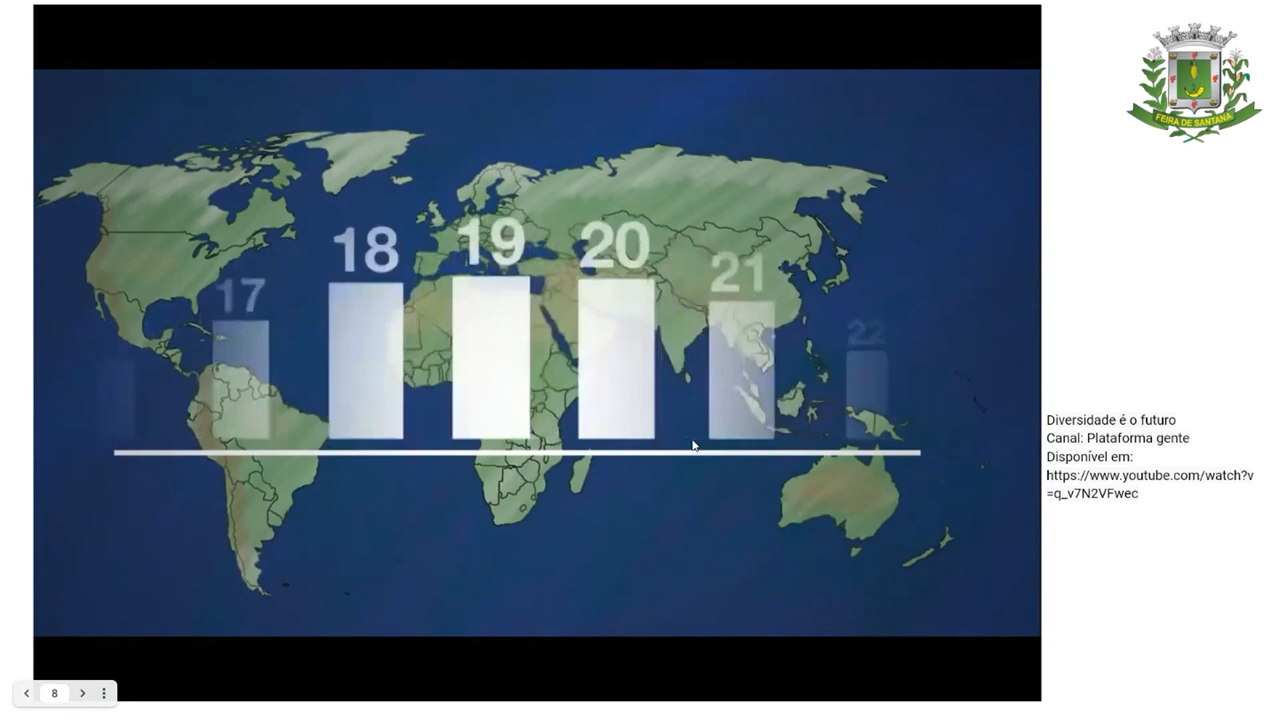 FEIRA DE SANTANA
17
18
19
20
21
22
Diversidade é o futuro
Canal: Plataforma gente
Disponível em:
https://www.youtube.com/watch?v
=q_v7N2VFwec
8